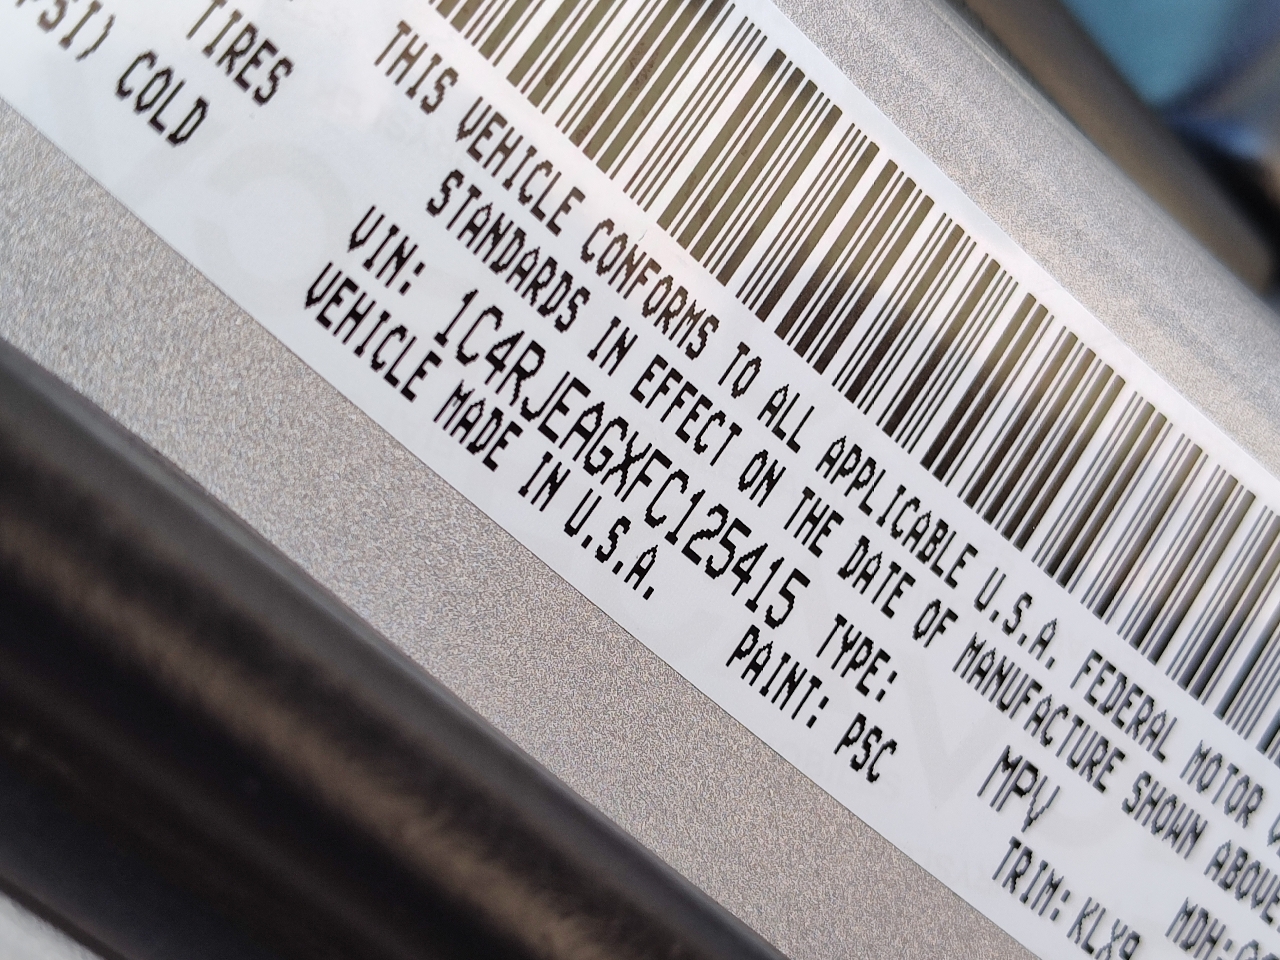 TIRES
PSI) COLD
THIS VEHICLE CONFORMS TO ALL APPLICABLE U.S.A. FEDERAL MOTOR
STANDARDS IN EFFECT ON THE DATE OF MANUFACTURE SHOWN ABOVE
VIN: 1C4RJEAGXFC125415 TYPE: MPV MDH:
VEHICLE MADE IN U.S.A. PAINT: PSC TRIM: KLX9